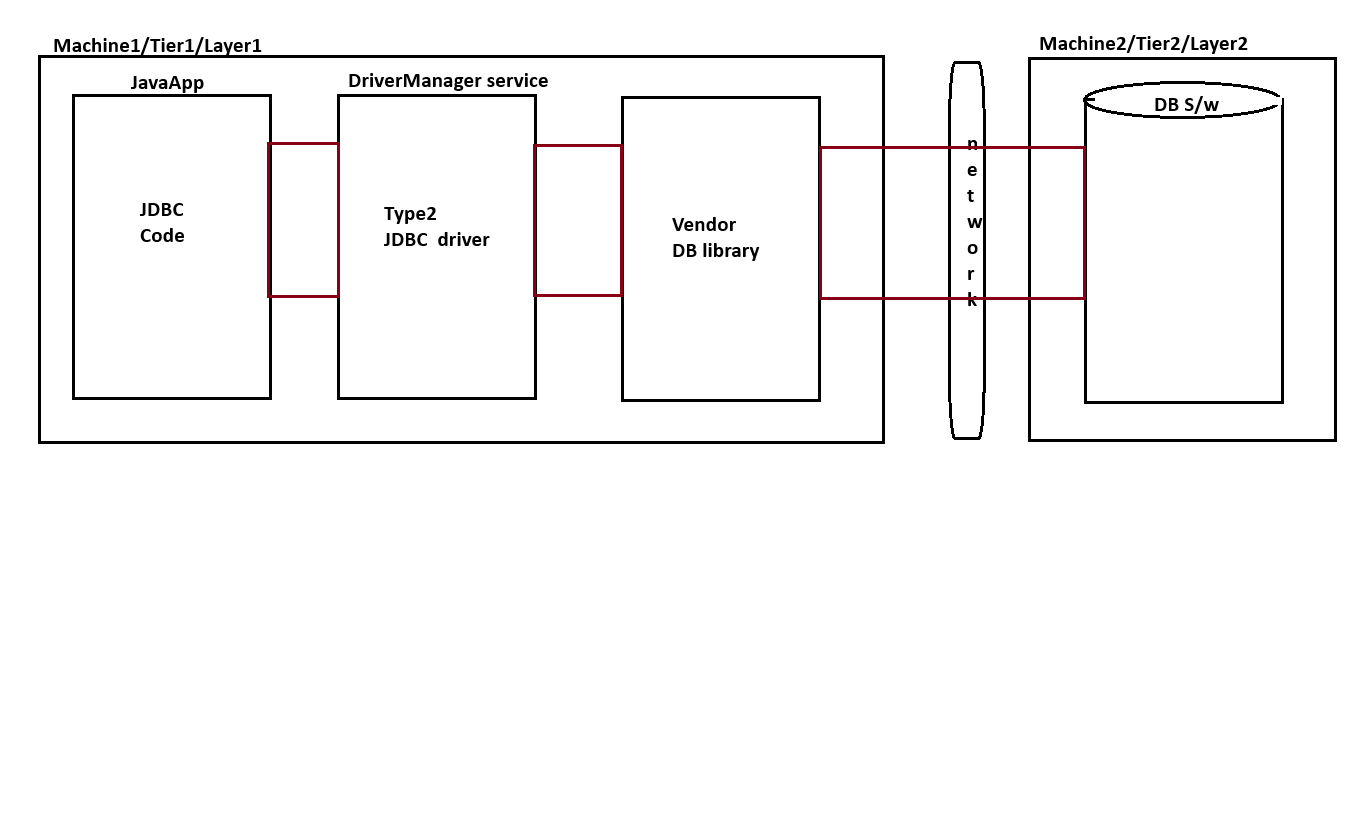 Machine1/Tier1/Layer1
Machine2/Tier2/Layer2
JavaApp
DriverManager service
DB S/w
JDBC
Code
Type2
JDBC  driver
Vendor
DB library
n
e
t
w
o
r
k